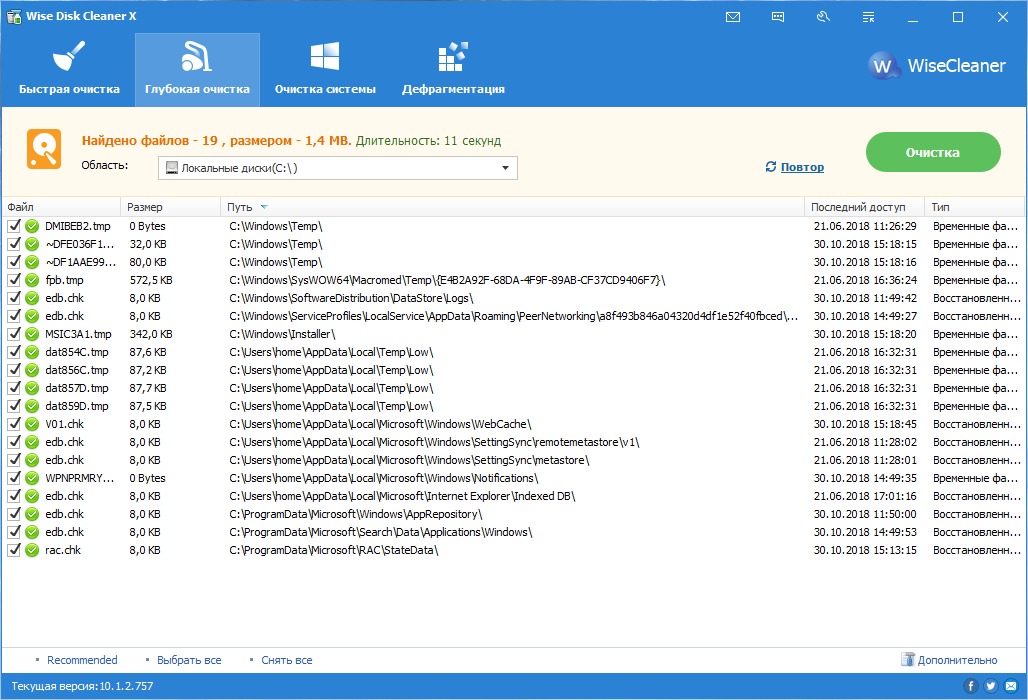 Wise Disk Cleaner X
Быстрая очистка
Глубокая очистка
Очистка системы
Дефрагментация
W WiseCleaner
Найдено файлов - 19 , размером - 1,4 MB. Длительность: 11 секунд
Область: Локальные диски(C:\)
Повтор
Очистка
Файл Размер Путь Последний доступ Тип
DMIBEB2.tmp 0 Bytes C:\Windows\Temp\ 21.06.2018 11:26:29 Временные фа...
~DFE036F1... 32,0 KB C:\Windows\Temp\ 30.10.2018 15:18:15 Временные фа...
~DF1AAE99... 80,0 KB C:\Windows\Temp\ 30.10.2018 15:18:16 Временные фа...
fpb.tmp 572,5 KB C:\Windows\SysWOW64\Macromed\Temp\{E4B2A92F-68DA-4F9F-89AB-CF37CD9406F7}\ 21.06.2018 16:36:24 Временные фа...
edb.chk 8,0 KB C:\Windows\SoftwareDistribution\DataStore\Logs\ 30.10.2018 11:49:42 Восстановленн...
edb.chk 8,0 KB C:\Windows\ServiceProfiles\LocalService\AppData\Roaming\PeerNetworking\a8f493b846a04320d4df1e52f40fbced\... 30.10.2018 14:49:27 Восстановленн...
MSIC3A1.tmp 342,0 KB C:\Windows\Installer\ 30.10.2018 15:18:20 Временные фа...
dat854C.tmp 87,6 KB C:\Users\home\AppData\Local\Temp\Low\ 21.06.2018 16:32:31 Временные фа...
dat856C.tmp 87,2 KB C:\Users\home\AppData\Local\Temp\Low\ 21.06.2018 16:32:31 Временные фа...
dat857D.tmp 87,7 KB C:\Users\home\AppData\Local\Temp\Low\ 21.06.2018 16:32:31 Временные фа...
dat859D.tmp 87,5 KB C:\Users\home\AppData\Local\Temp\Low\ 21.06.2018 16:32:31 Временные фа...
V01.chk 8,0 KB C:\Users\home\AppData\Local\Microsoft\Windows\WebCache\ 30.10.2018 15:18:45 Восстановленн...
edb.chk 8,0 KB C:\Users\home\AppData\Local\Microsoft\Windows\SettingSync\remotemetastore\v1\ 21.06.2018 11:28:02 Восстановленн...
edb.chk 8,0 KB C:\Users\home\AppData\Local\Microsoft\Windows\SettingSync\metastore\ 21.06.2018 11:28:01 Восстановленн...
WPNPRMRY... 0 Bytes C:\Users\home\AppData\Local\Microsoft\Windows\Notifications\ 30.10.2018 14:49:35 Временные фа...
edb.chk 8,0 KB C:\Users\home\AppData\Local\Microsoft\Internet Explorer\Indexed DB\ 21.06.2018 17:01:16 Восстановленн...
edb.chk 8,0 KB C:\ProgramData\Microsoft\Windows\AppRepository\ 30.10.2018 11:50:00 Восстановленн...
edb.chk 8,0 KB C:\ProgramData\Microsoft\Search\Data\Applications\Windows\ 30.10.2018 14:49:53 Восстановленн...
rac.chk 8,0 KB C:\ProgramData\Microsoft\RAC\StateData\ 30.10.2018 15:13:15 Восстановленн...
Recommended Выбрать все Снять все Дополнительно
Текущая версия:10.1.2.757